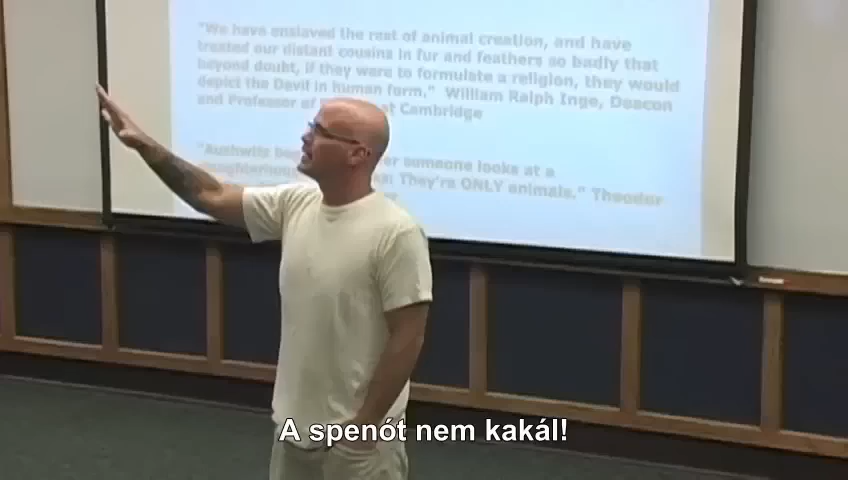 "We have enslaved the rest of animal creation, and have
treated our distant cousins in fur and feathers so badly that
beyond doubt, if they were to formulate a religion, they would
depict the Devil in human form." William Ralph Inge, Deacon
and Professor of at Cambridge
"Auschwitz someone looks at a
They're ONLY animals." Theodor
A spenót nem kakál!